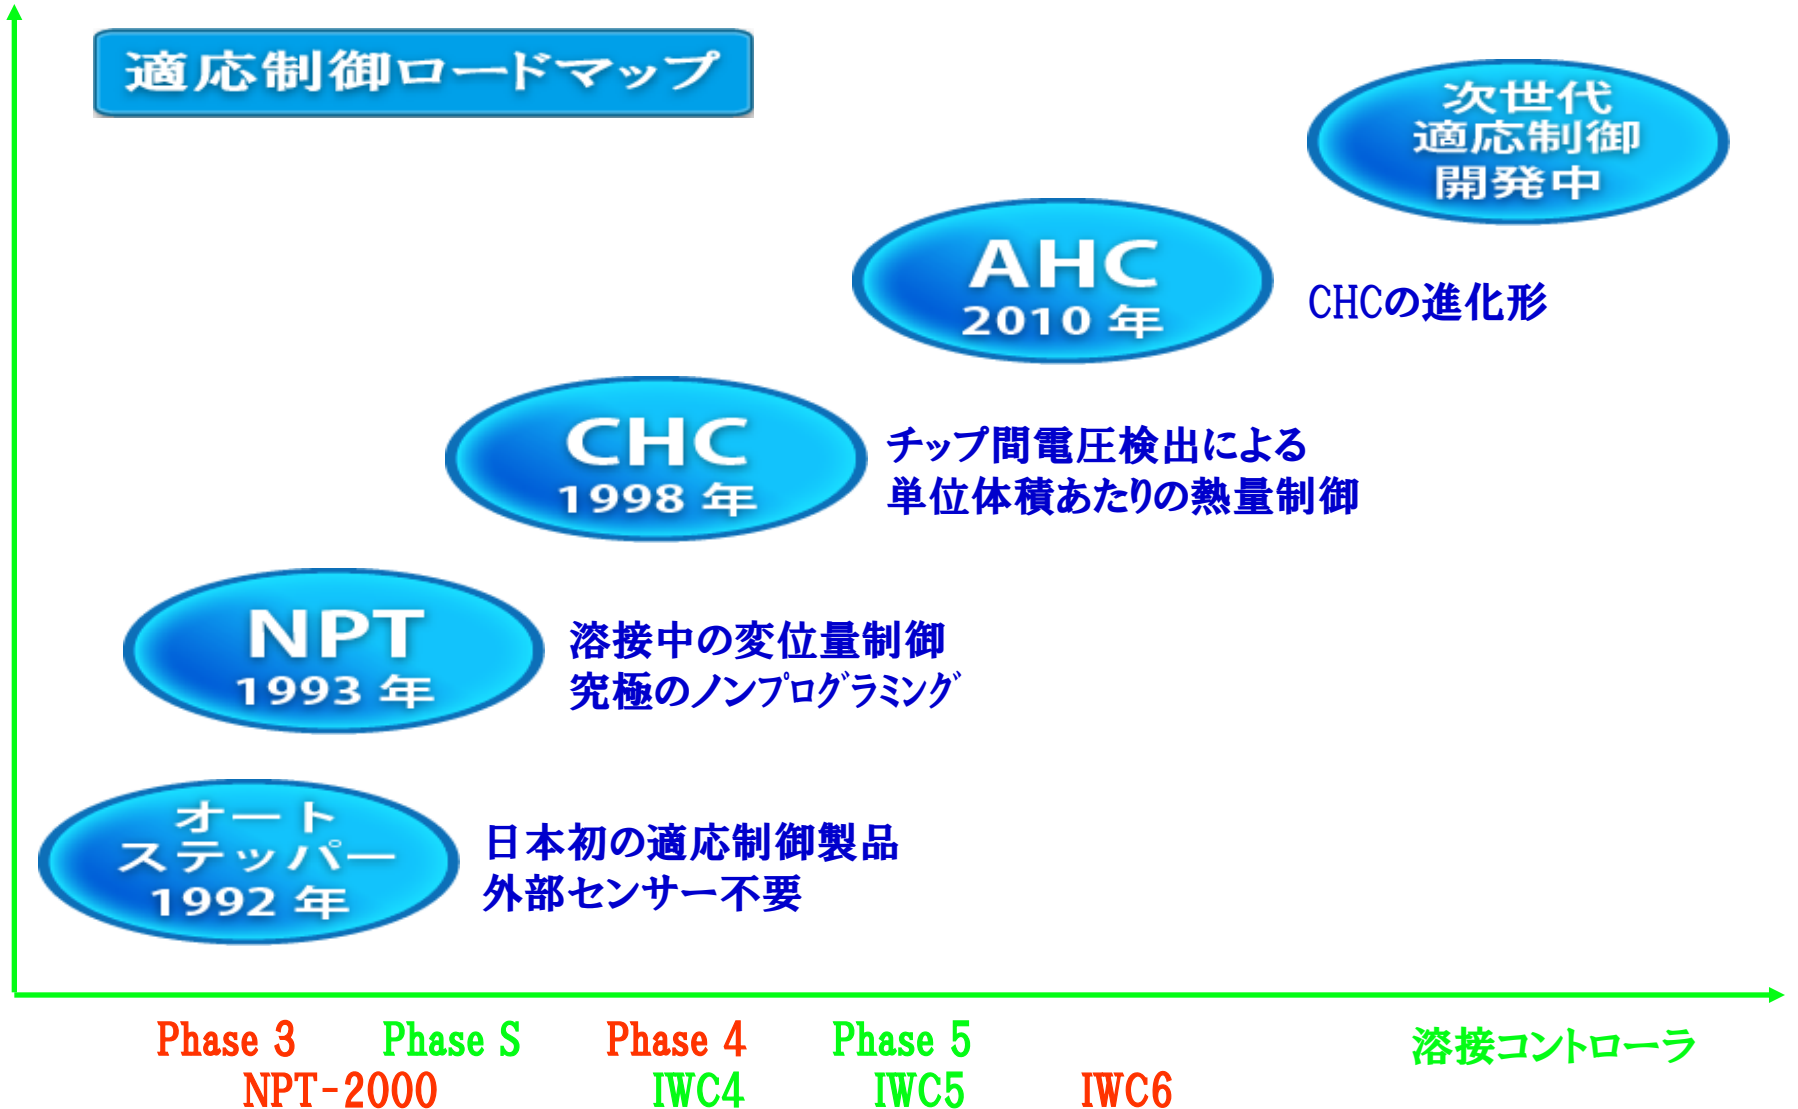 適応制御ロードマップ
次世代
適応制御
開発中
AHC
2010 年
CHCの進化形
CHC
1998 年
チップ間電圧検出による
単位体積あたりの熱量制御
NPT
1993 年
溶接中の変位量制御
究極のノンプログラミング
オート
ステッパー
1992 年
日本初の適応制御製品
外部センサー不要
Phase 3 Phase S Phase 4 Phase 5 溶接コントローラ
NPT-2000 IWC4 IWC5 IWC6